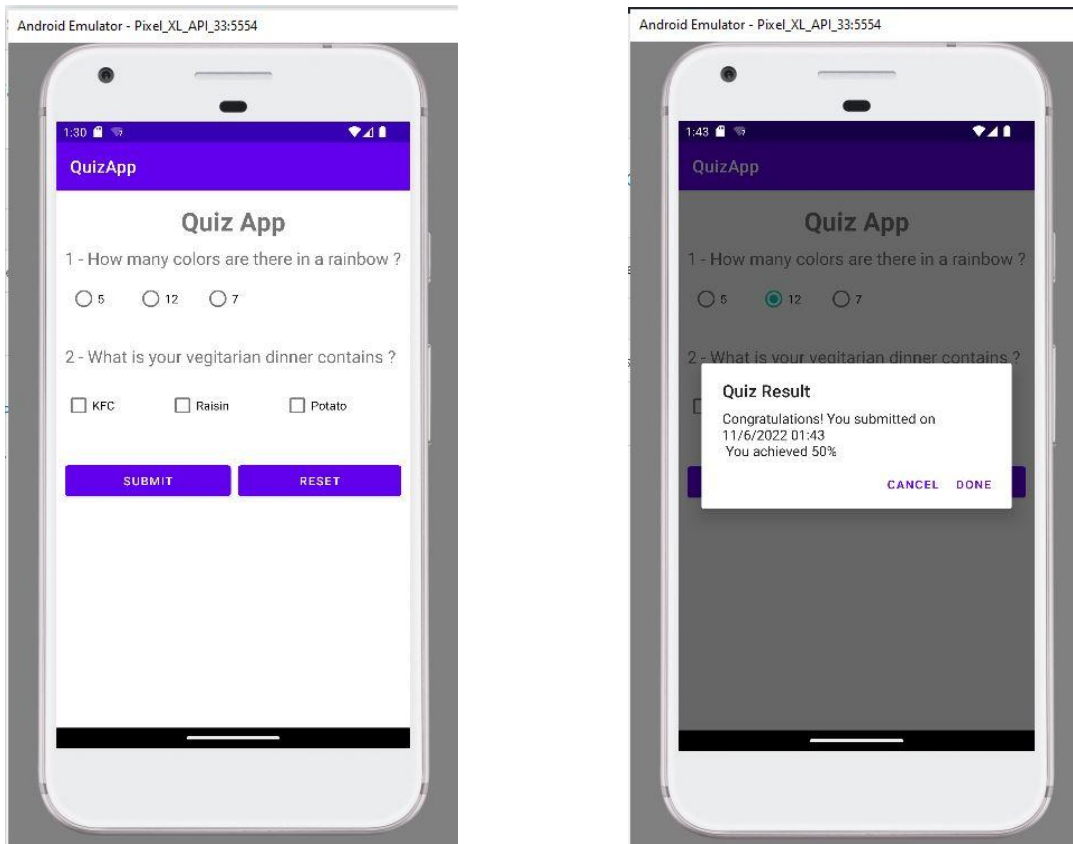 Android Emulator - Pixel_XL_API_33:5554
1:30
QuizApp
Quiz App
1 - How many colors are there in a rainbow ?
5 12 7
2 - What is your vegitarian dinner contains ?
KFC Raisin Potato
SUBMIT RESET
Android Emulator - Pixel_XL_API_33:5554
1:43
QuizApp
Quiz App
1 - How many colors are there in a rainbow ?
5 12 7
2 - What is your vegitarian dinner contains ?
Quiz Result
Congratulations! You submitted on
11/6/2022 01:43
You achieved 50%
CANCEL DONE